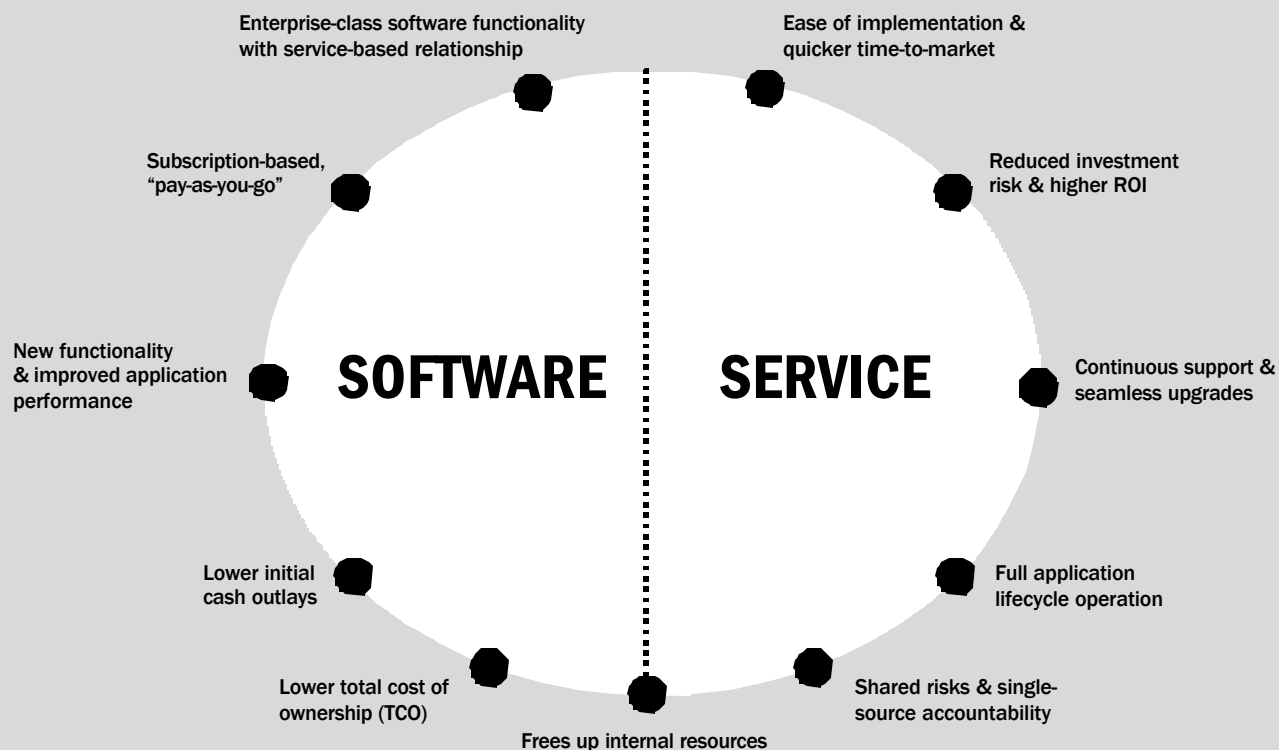 Enterprise-class software functionality
with service-based relationship
Ease of implementation &
quicker time-to-market
Subscription-based,
“pay-as-you-go”
Reduced investment
risk & higher ROI
New functionality
& improved application
performance
SOFTWARE
SERVICE
Continuous support &
seamless upgrades
Lower initial
cash outlays
Full application
lifecycle operation
Lower total cost of
ownership (TCO)
Shared risks & single-
source accountability
Frees up internal resources